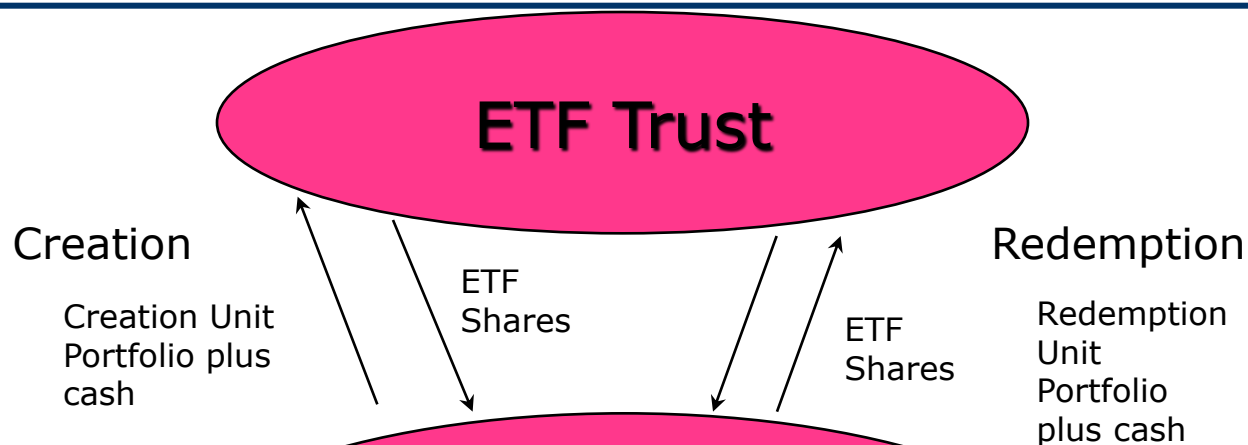 ETF Trust
Creation
Redemption
ETF
Shares
Creation Unit
Portfolio plus
cash
ETF
Shares
Redemption
Unit
Portfolio
plus cash